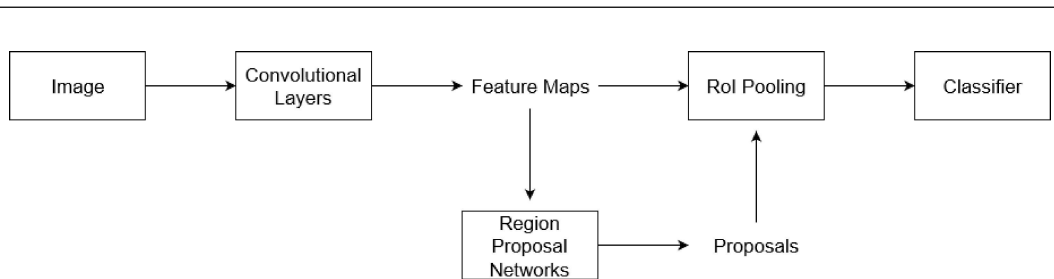 Image
Convolutional
Layers
Feature Maps
RoI Pooling
Classifier
Region
Proposal
Networks
Proposals